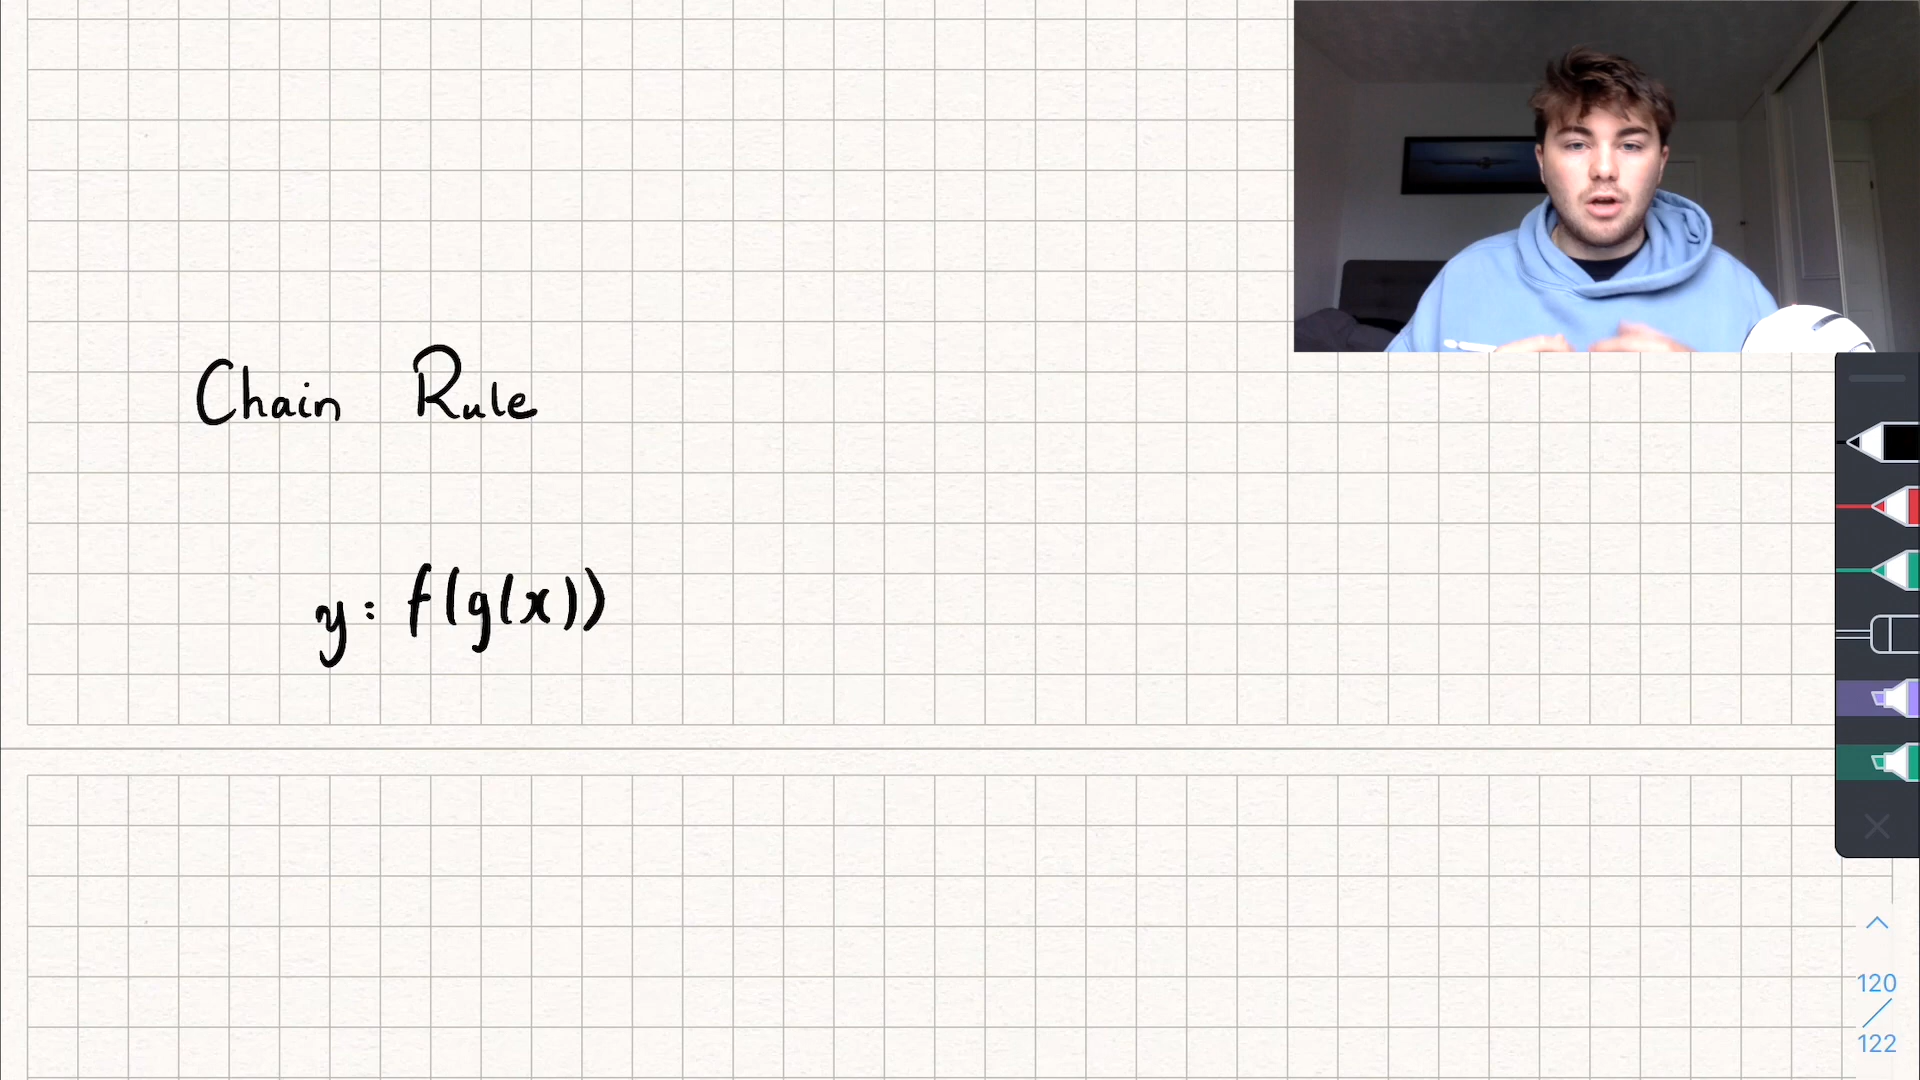 Chain Rule
y = f(g(x))
120
/
122